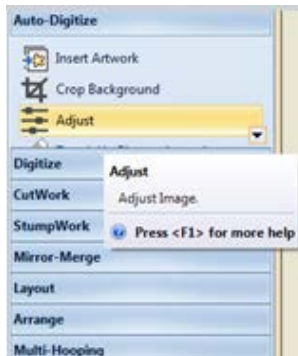 Auto-Digitize
Insert Artwork
Crop Background
Adjust
Digitize
Adjust
CutWork
Adjust Image.
StumpWork
Press <F1> for more help
Mirror-Merge
Layout
Arrange
Multi-Hooping